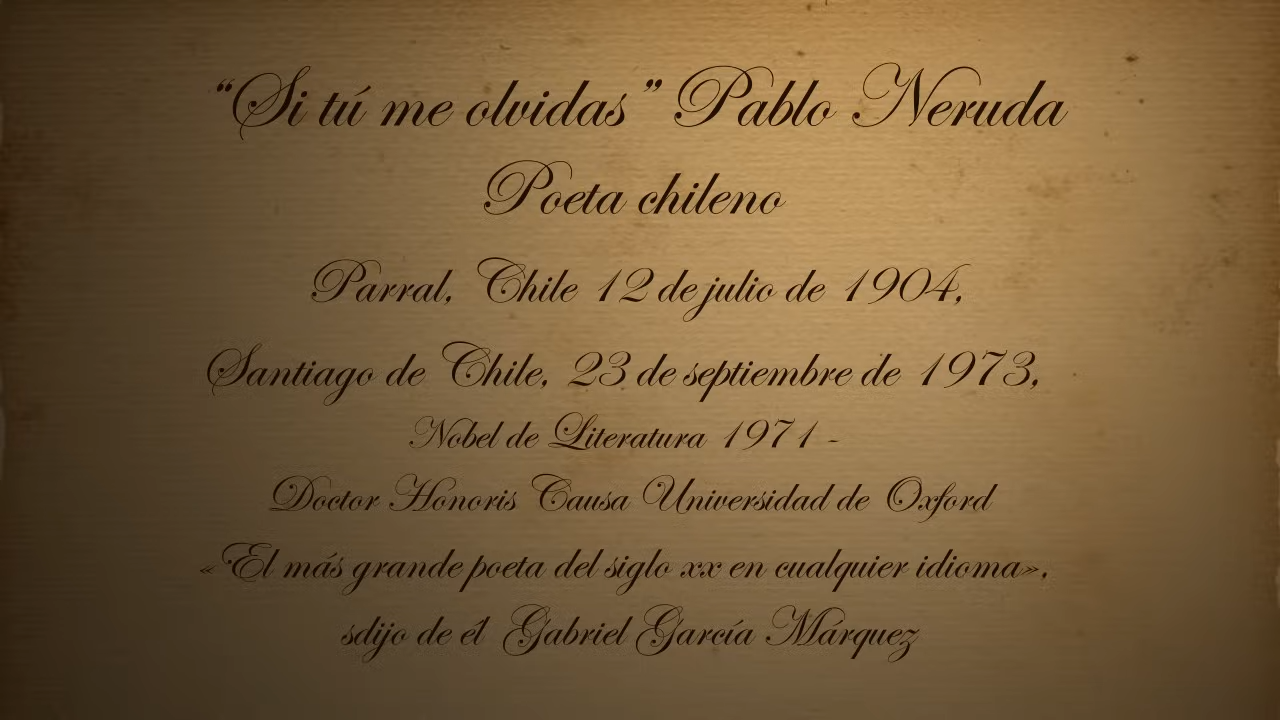 “Si tú me olvidas” Pablo Neruda
Poeta chileno
Parral, Chile 12 de julio de 1904,
Santiago de Chile, 23 de septiembre de 1973,
Nobel de Literatura 1971 -
Doctor Honoris Causa Universidad de Oxford
«El más grande poeta del siglo xx en cualquier idioma»,
sdijo de él Gabriel García Márquez